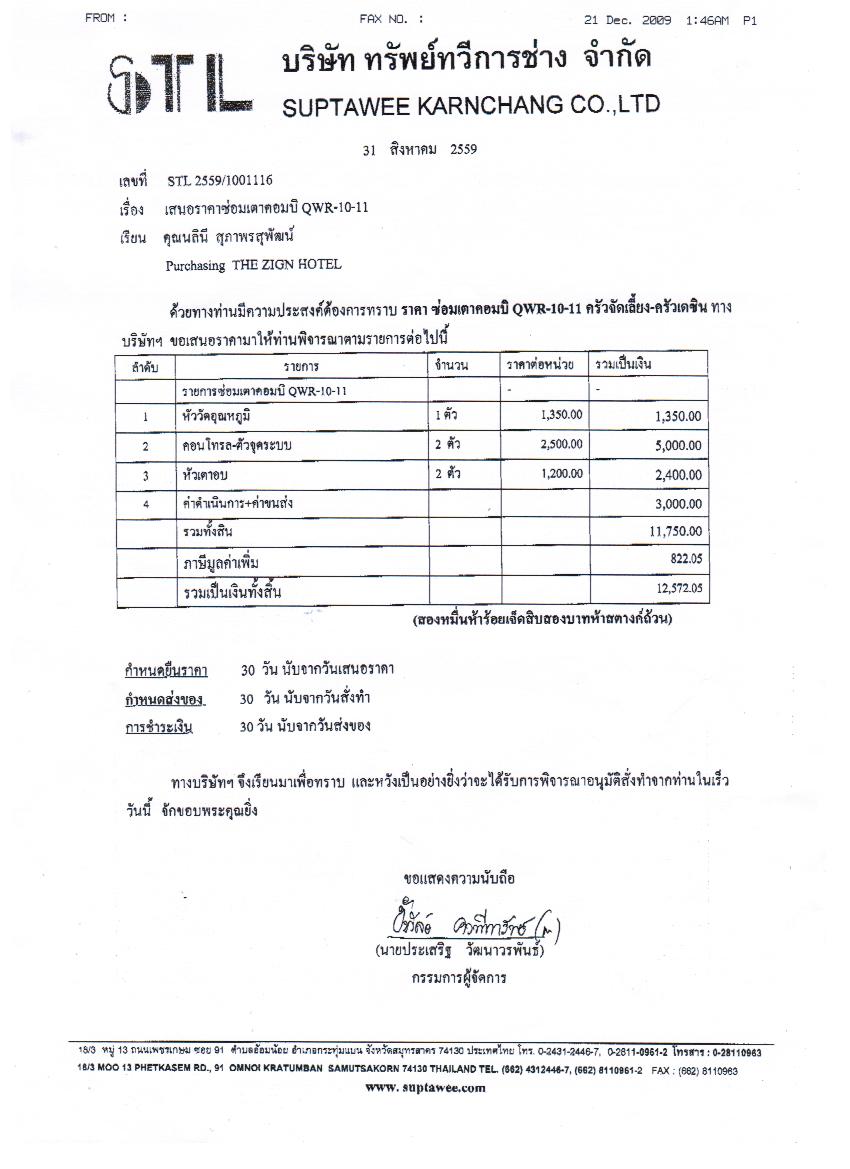 FROM : FAX NO. : 21 Dec. 2009 1:46AM P1
STL
บริษัท ทรัพย์ทวีการช่าง จำกัด
SUPTAWEE KARNCHANG CO.,LTD
31 สิงหาคม 2559
เลขที่ STL 2559/1001116
เรื่อง เสนอราคาซ่อมเตาคอมบิ QWR-10-11
เรียน คุณนลินี สุภาพรสุพัฒน์
Purchasing THE ZIGN HOTEL
ด้วยทางท่านมีความประสงค์ต้องการทราบ ราคา ซ่อมเตาคอมบิ QWR-10-11 ครัวจัดเลี้ยง-ครัวเดซิน ทาง
บริษัทฯ ขอเสนอราคามาให้ท่านพิจารณาตามรายการต่อไปนี้
ลำดับ รายการ จำนวน ราคาต่อหน่วย รวมเป็นเงิน
รายการซ่อมเตาคอมบิ QWR-10-11 - -
1 หัววัดอุณหภูมิ 1 ตัว 1,350.00 1,350.00
2 คอนโทรล-ตัวจุดระบบ 2 ตัว 2,500.00 5,000.00
3 หัวเตาอบ 2 ตัว 1,200.00 2,400.00
4 ค่าดำเนินการ+ค่าขนส่ง 3,000.00
รวมทั้งสิน 11,750.00
ภาษีมูลค่าเพิ่ม 822.05
รวมเป็นเงินทั้งสิ้น 12,572.05
(สองหมื่นห้าร้อยเจ็ดสิบสองบาทห้าสตางค์ถ้วน)
กำหนดยืนราคา 30 วัน นับจากวันเสนอราคา
กำหนดส่งของ 30 วัน นับจากวันสั่งทำ
การชำระเงิน 30 วัน นับจากวันส่งของ
ทางบริษัทฯ จึงเรียนมาเพื่อทราบ และหวังเป็นอย่างยิ่งว่าจะได้รับการพิจารณาอนุมัติสั่งทำจากท่านในเร็ว
วันนี้ จักขอบพระคุณยิ่ง
ขอแสดงความนับถือ
(นายประเสริฐ วัฒนาวรพันธ์)
กรรมการผู้จัดการ
18/3 หมู่ 13 ถนนเพชรเกษม ซอย 91 ตำบลอ้อมน้อย อำเภอกระทุ่มแบน จังหวัดสมุทรสาคร 74130 ประเทศไทย โทร. 0-2431-2446-7, 0-2811-0961-2 โทรสาร : 0-28110963
18/3 MOO 13 PHETKASEM RD., 91 OMNOI KRATUMBAN SAMUTSAKORN 74130 THAILAND TEL. (662) 4312446-7, (662) 8110961-2 FAX : (662) 8110963
www. suptawee.com